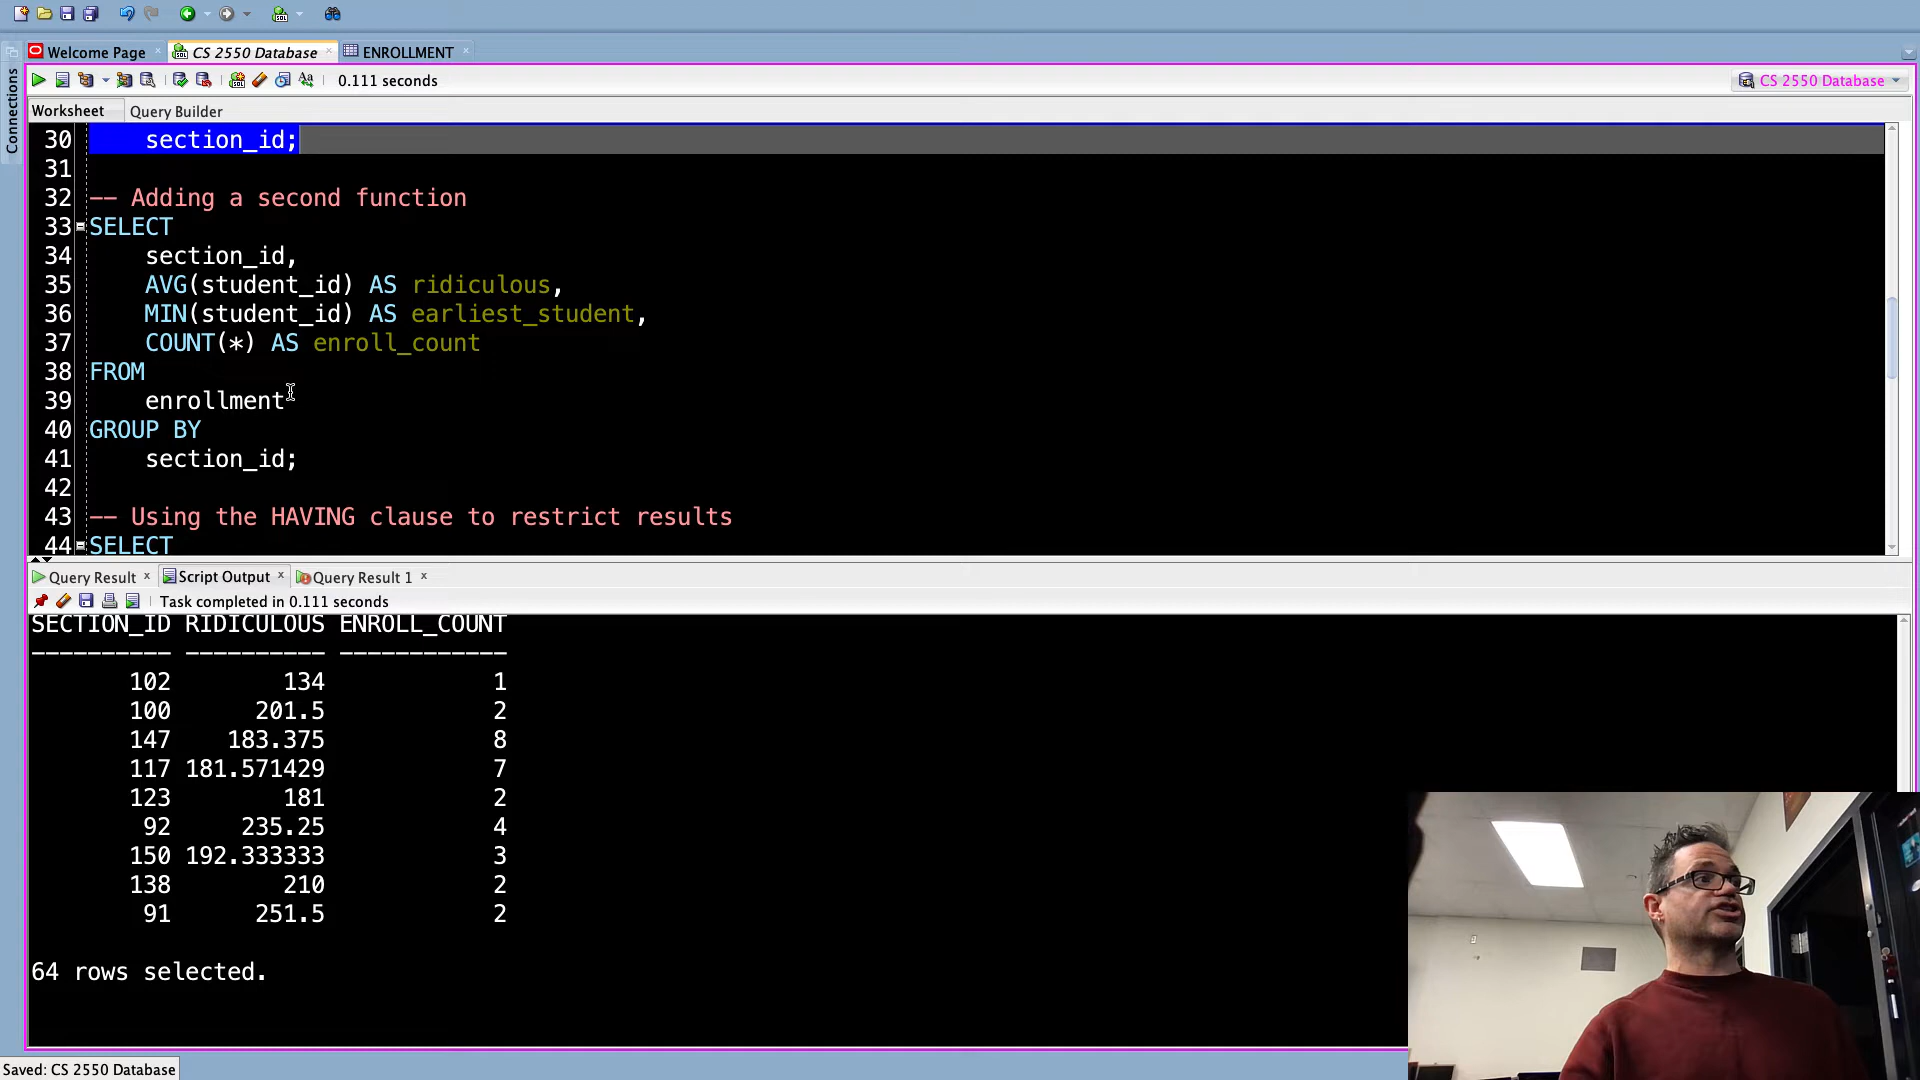 Welcome Page
CS 2550 Database
ENROLLMENT
Connections
0.111 seconds
CS 2550 Database
Worksheet
Query Builder
30 section_id;
31
32 -- Adding a second function
33 SELECT
34 section_id,
35 AVG(student_id) AS ridiculous,
36 MIN(student_id) AS earliest_student,
37 COUNT(*) AS enroll_count
38 FROM
39 enrollment
40 GROUP BY
41 section_id;
42
43 -- Using the HAVING clause to restrict results
44 SELECT
Query Result
Script Output
Query Result 1
Task completed in 0.111 seconds
SECTION_ID RIDICULOUS ENROLL_COUNT
---------- ---------- ------------
102 134 1
100 201.5 2
147 183.375 8
117 181.571429 7
123 181 2
92 235.25 4
150 192.333333 3
138 210 2
91 251.5 2
64 rows selected.
Saved: CS 2550 Database